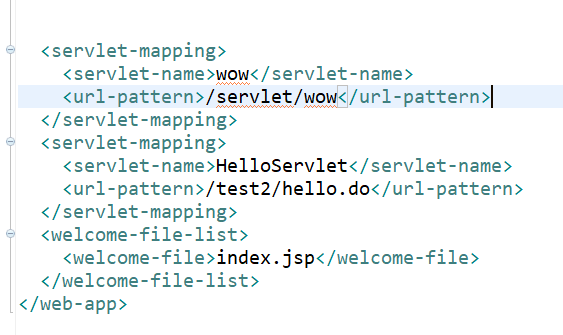 <servlet-mapping>
<servlet-name>wow</servlet-name>
<url-pattern>/servlet/wow</url-pattern>
</servlet-mapping>
<servlet-mapping>
<servlet-name>HelloServlet</servlet-name>
<url-pattern>/test2/hello.do</url-pattern>
</servlet-mapping>
<welcome-file-list>
<welcome-file>index.jsp</welcome-file>
</welcome-file-list>
</web-app>